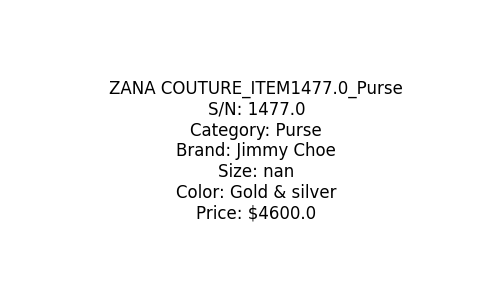 ZANA COUTURE_ITEM1477.0_Purse
S/N: 1477.0
Category: Purse
Brand: Jimmy Choe
Size: nan
Color: Gold & silver
Price: $4600.0